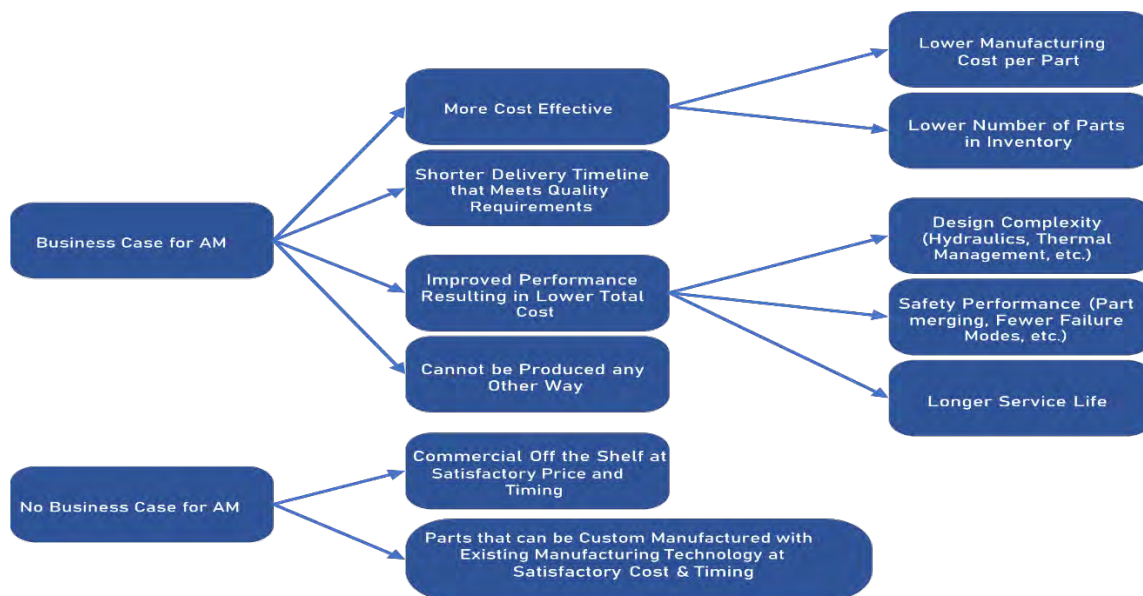 Business Case for AM
More Cost Effective
Lower Manufacturing
Cost per Part
Lower Number of Parts
in Inventory
Shorter Delivery Timeline
that Meets Quality
Requirements
Improved Performance
Resulting in Lower Total
Cost
Design Complexity
(Hydraulics, Thermal
Management, etc.)
Safety Performance (Part
merging, Fewer Failure
Modes, etc.)
Longer Service Life
Cannot be Produced any
Other Way
No Business Case for AM
Commercial Off the Shelf at
Satisfactory Price and
Timing
Parts that can be Custom Manufactured with
Existing Manufacturing Technology at
Satisfactory Cost & Timing